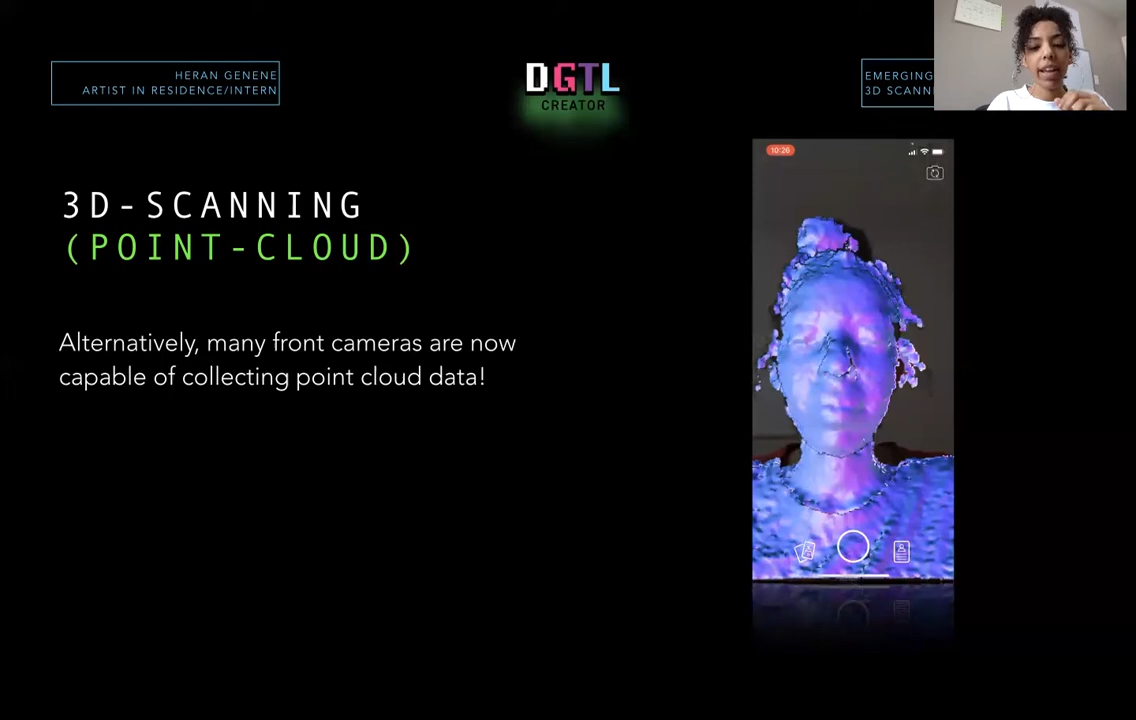 HERAN GENENE
ARTIST IN RESIDENCE/INTERN
DGTL
CREATOR
EMERGING
3D SCANN
10:26
3D-SCANNING
(POINT-CLOUD)
Alternatively, many front cameras are now
capable of collecting point cloud data!